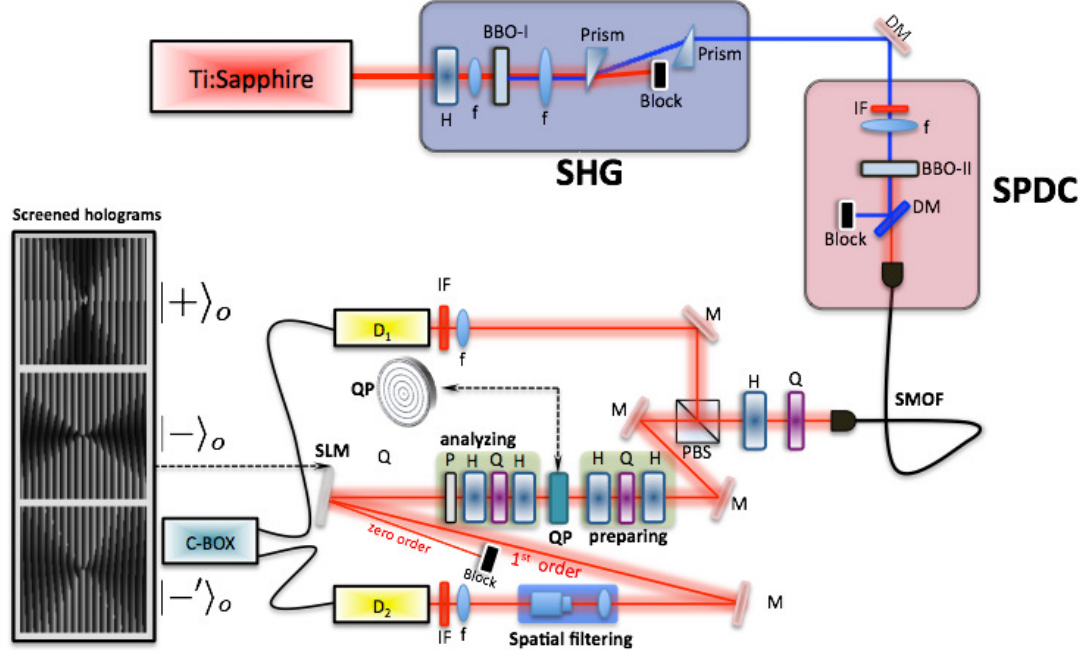 Ti:Sapphire
H
f
BBO-I
f
Prism
Block
Prism
SHG
DM
IF
f
BBO-II
DM
Block
SPDC
Screened holograms
|+⟩o
|−⟩o
|−′⟩o
D1
IF
f
M
QP
H
Q
SMOF
M
PBS
SLM
Q
analyzing
P H Q H
QP
H Q H
preparing
M
C-BOX
zero order
Block
1st order
M
D2
IF
f
Spatial filtering